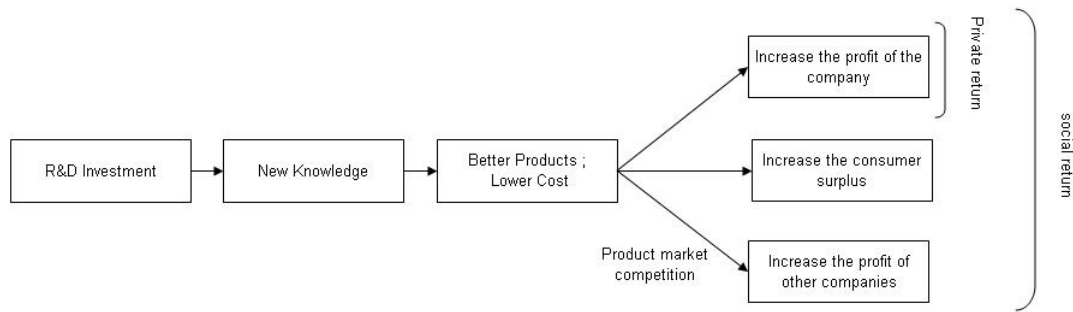 R&D Investment
New Knowledge
Better Products ;
Lower Cost
Increase the profit of the
company
Private return
Increase the consumer
surplus
Product market
competition
Increase the profit of
other companies
social return